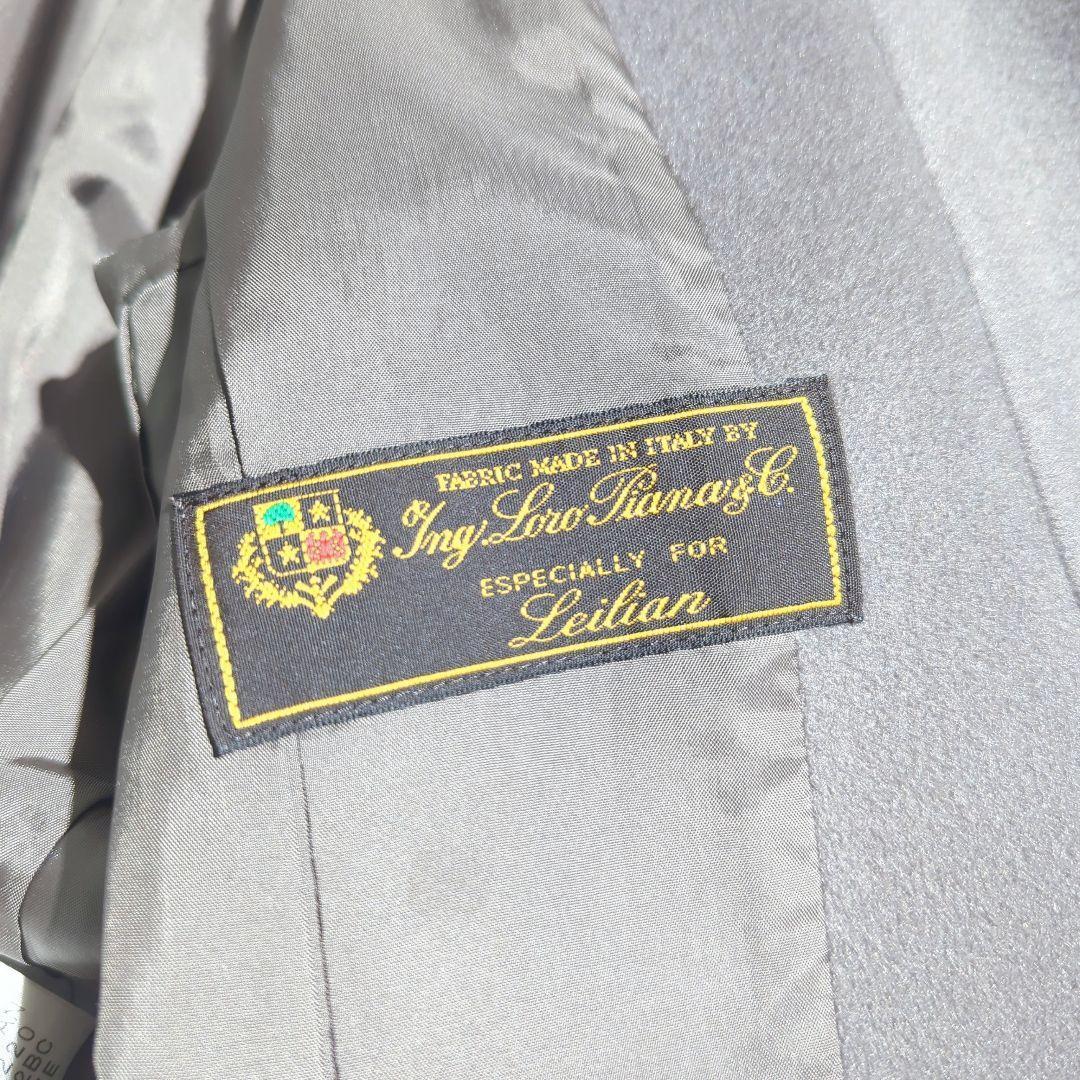 FABRIC MADE IN ITALY BY
Ing. Loro Piana & C.
ESPECIALLY FOR
Leilian